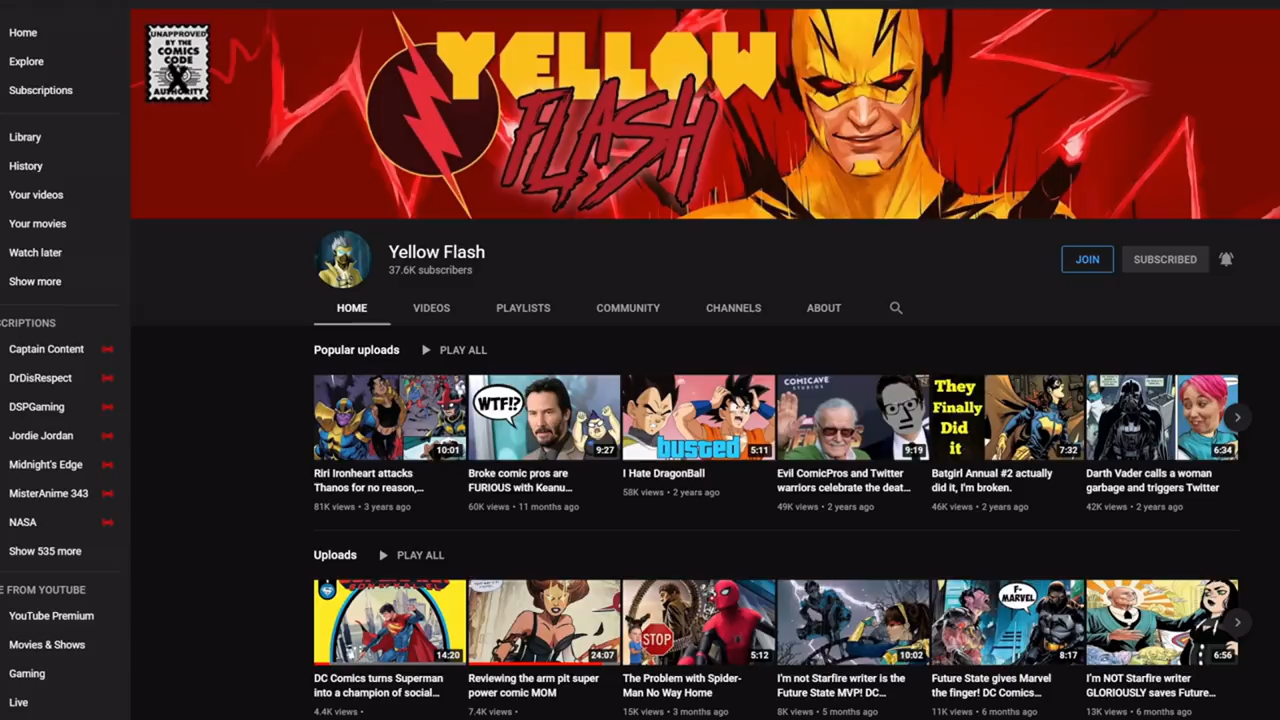 Home
Explore
Subscriptions
Library
History
Your videos
Your movies
Watch later
Show more
SCRIPTIONS
Captain Content
DrDisRespect
DSPGaming
Jordie Jordan
Midnight's Edge
MisterAnime 343
NASA
Show 535 more
E FROM YOUTUBE
YouTube Premium
Movies & Shows
Gaming
Live
UNAPPROVED
BY THE
COMICS
CODE
AUTHORITY
YELLOW
FLASH
Yellow Flash
37.6K subscribers
JOIN
SUBSCRIBED
HOME VIDEOS PLAYLISTS COMMUNITY CHANNELS ABOUT
Popular uploads PLAY ALL
10:01
WTF!?
9:27
busted
5:11
COMICAVE
STUDIOS
9:19
They
Finally
Did
it
7:32
6:34
Riri Ironheart attacks
Thanos for no reason,...
81K views • 3 years ago
Broke comic pros are
FURIOUS with Keanu...
60K views • 11 months ago
I Hate DragonBall
58K views • 2 years ago
Evil ComicPros and Twitter
warriors celebrate the deat...
49K views • 2 years ago
Batgirl Annual #2 actually
did it, I'm broken.
46K views • 2 years ago
Darth Vader calls a woman
garbage and triggers Twitter
42K views • 2 years ago
Uploads PLAY ALL
14:20
24:07
STOP
5:12
10:02
F-
MARVEL
8:17
6:56
DC Comics turns Superman
into a champion of social...
4.4K views •
Reviewing the arm pit super
power comic MOM
7.4K views •
The Problem with Spider-
Man No Way Home
15K views • 3 months ago
I'm not Starfire writer is the
Future State MVP! DC...
8K views • 5 months ago
Future State gives Marvel
the finger! DC Comics...
11K views • 6 months ago
I'm NOT Starfire writer
GLORIOUSLY saves Future...
13K views • 6 months ago